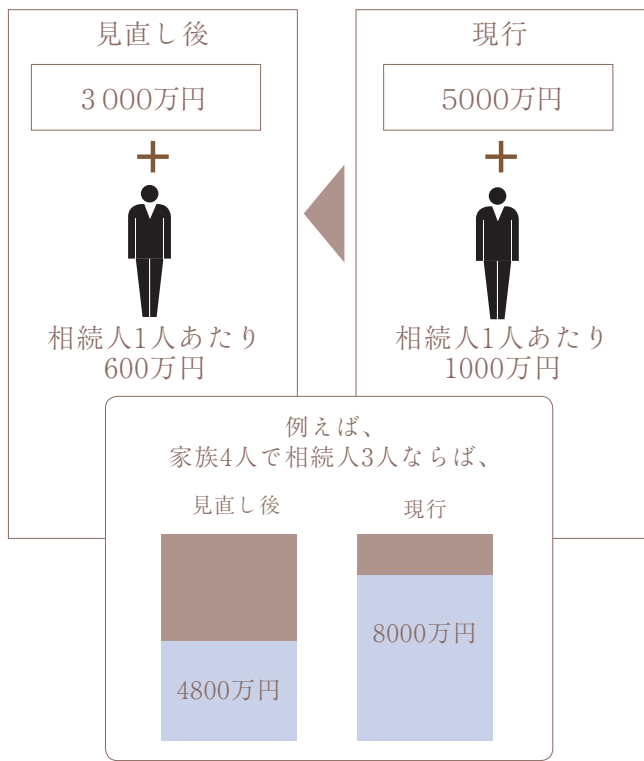 見直し後
3000万円
+
相続人1人あたり
600万円
現行
5000万円
+
相続人1人あたり
1000万円
例えば、
家族4人で相続人3人ならば、
見直し後
4800万円
現行
8000万円